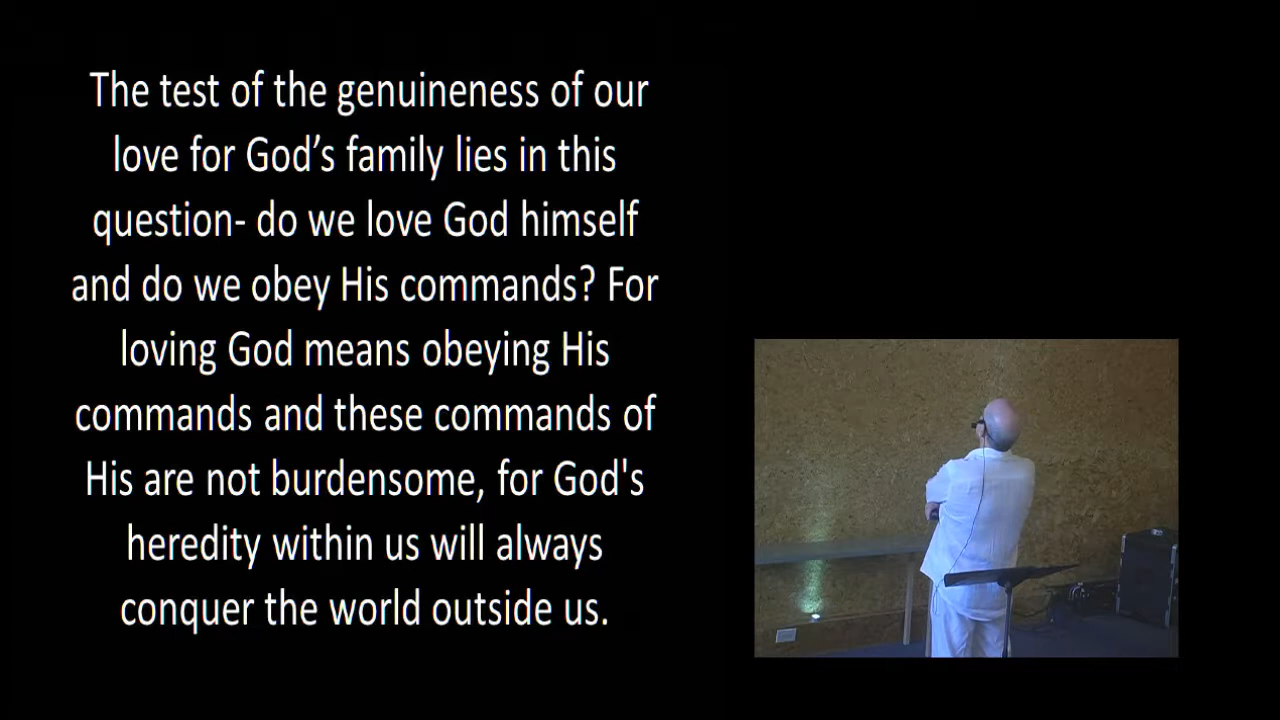 The test of the genuineness of our
love for God’s family lies in this
question- do we love God himself
and do we obey His commands? For
loving God means obeying His
commands and these commands of
His are not burdensome, for God's
heredity within us will always
conquer the world outside us.